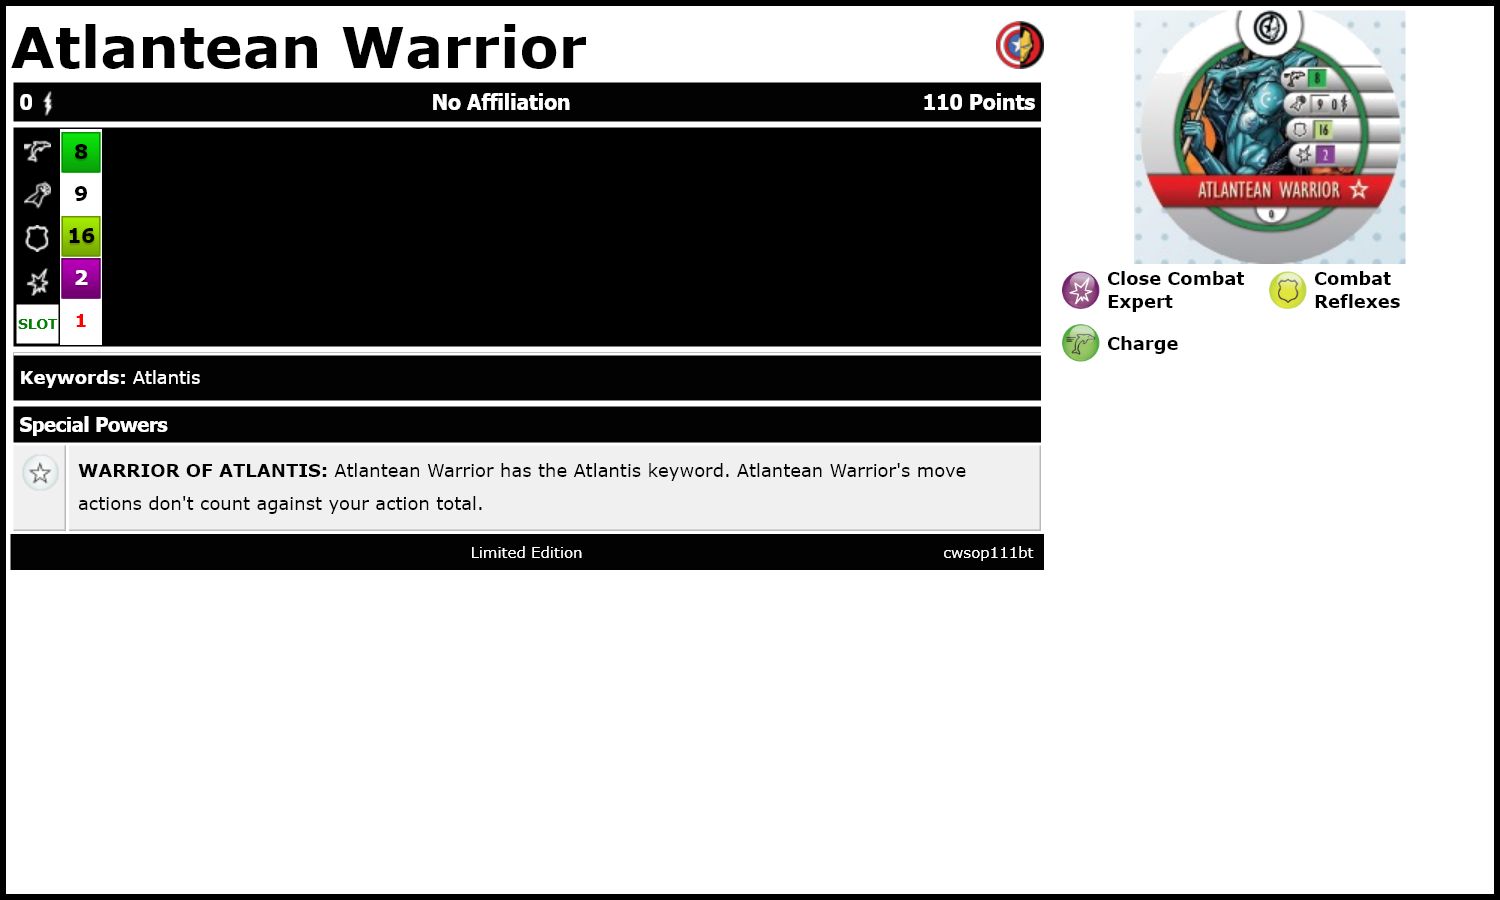 Atlantean Warrior
0 No Affiliation 110 Points
8
9
16
2
SLOT 1
Keywords: Atlantis
Special Powers
WARRIOR OF ATLANTIS: Atlantean Warrior has the Atlantis keyword. Atlantean Warrior's move
actions don't count against your action total.
Limited Edition cwsop111bt
8
9 0
16
2
ATLANTEAN WARRIOR
0
Close Combat
Expert
Combat
Reflexes
Charge